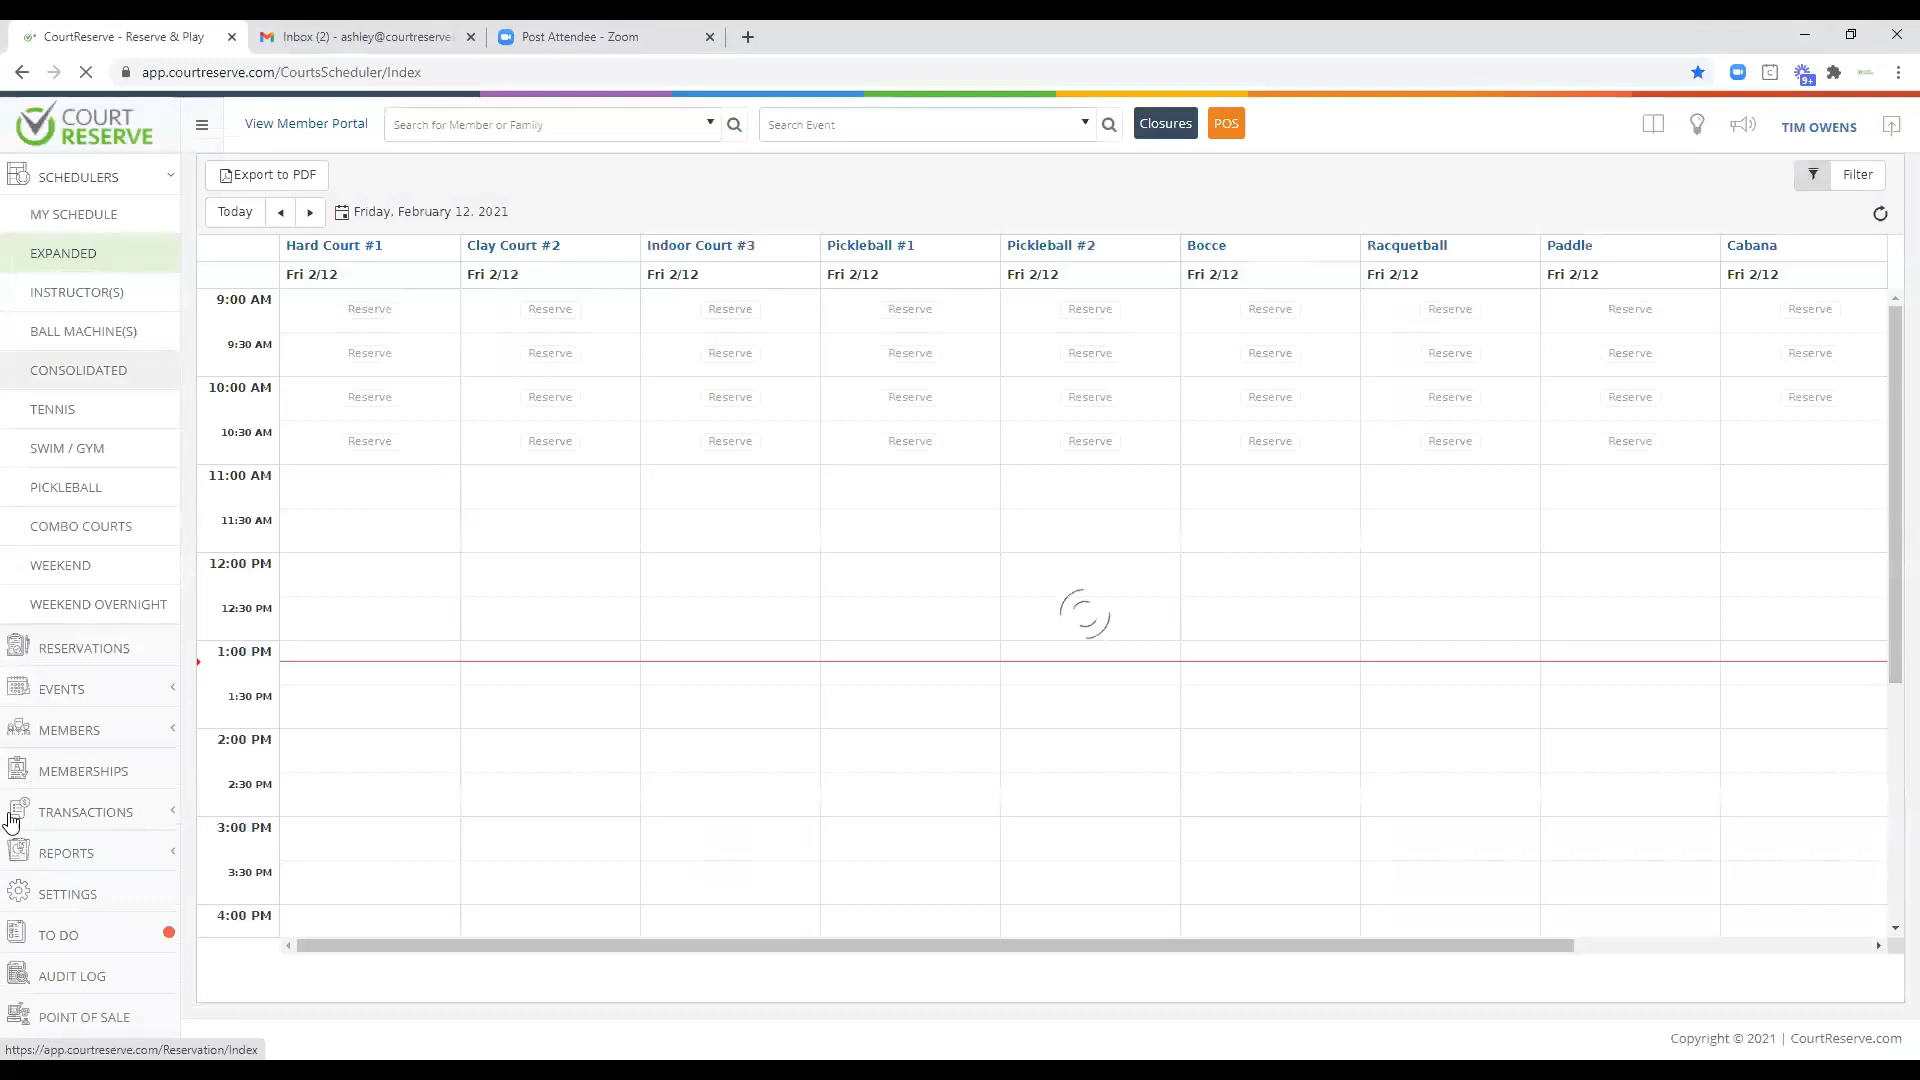 CourtReserve - Reserve & Play
Inbox (2) - ashley@courtreserve
Post Attendee - Zoom
app.courtreserve.com/CourtsScheduler/Index
9+
COURT
RESERVE
View Member Portal
Search for Member or Family
Search Event
Closures
POS
TIM OWENS
SCHEDULERS
MY SCHEDULE
EXPANDED
INSTRUCTOR(S)
BALL MACHINE(S)
CONSOLIDATED
TENNIS
SWIM / GYM
PICKLEBALL
COMBO COURTS
WEEKEND
WEEKEND OVERNIGHT
RESERVATIONS
EVENTS
MEMBERS
MEMBERSHIPS
TRANSACTIONS
REPORTS
SETTINGS
TO DO
AUDIT LOG
POINT OF SALE
https://app.courtreserve.com/Reservation/Index
Export to PDF
Filter
Today
Friday, February 12, 2021
Hard Court #1 Clay Court #2 Indoor Court #3 Pickleball #1 Pickleball #2 Bocce Racquetball Paddle Cabana
Fri 2/12 Fri 2/12 Fri 2/12 Fri 2/12 Fri 2/12 Fri 2/12 Fri 2/12 Fri 2/12 Fri 2/12
9:00 AM Reserve Reserve Reserve Reserve Reserve Reserve Reserve Reserve Reserve
9:30 AM Reserve Reserve Reserve Reserve Reserve Reserve Reserve Reserve Reserve
10:00 AM Reserve Reserve Reserve Reserve Reserve Reserve Reserve Reserve Reserve
10:30 AM Reserve Reserve Reserve Reserve Reserve Reserve Reserve Reserve
11:00 AM
11:30 AM
12:00 PM
12:30 PM
1:00 PM
1:30 PM
2:00 PM
2:30 PM
3:00 PM
3:30 PM
4:00 PM
Copyright © 2021 | CourtReserve.com